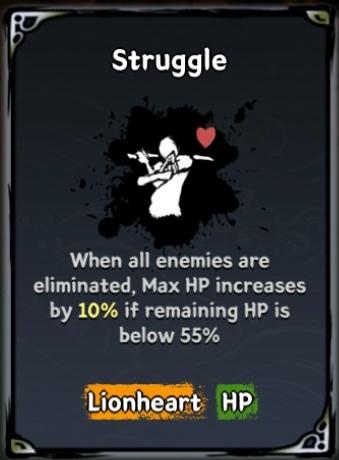 Struggle
When all enemies are
eliminated, Max HP increases
by 10% if remaining HP is
below 55%
Lionheart HP